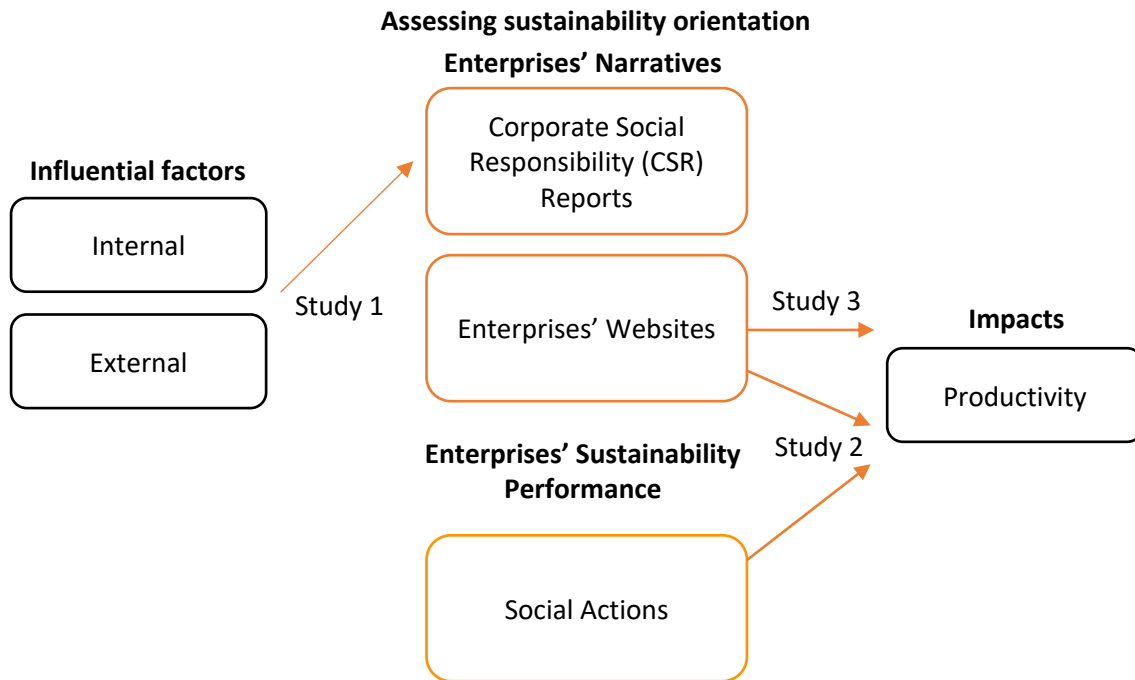 Assessing sustainability orientation
Enterprises’ Narratives
Corporate Social
Responsibility (CSR)
Reports
Influential factors
Internal
External
Study 1
Enterprises’ Websites
Study 3
Impacts
Productivity
Study 2
Enterprises’ Sustainability
Performance
Social Actions